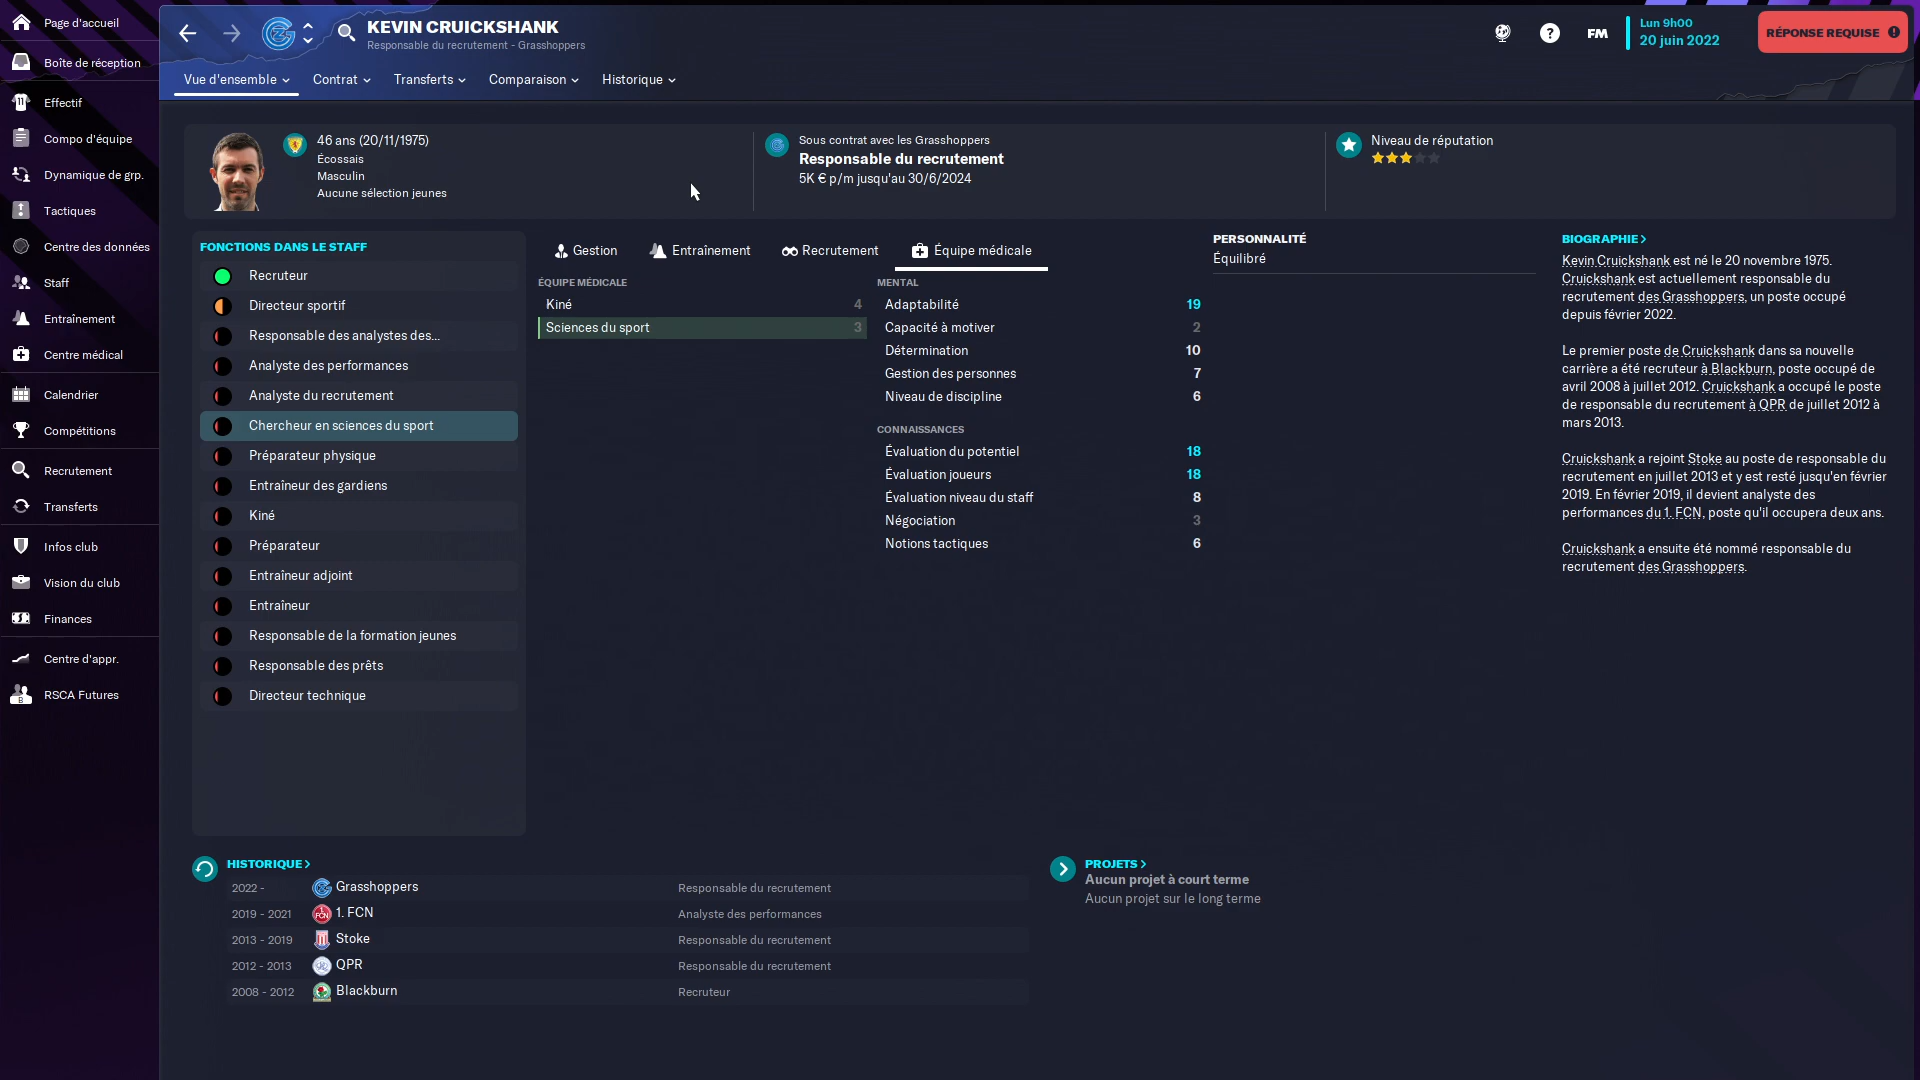 Page d'accueil
Boîte de réception
Effectif
Compo d'équipe
Dynamique de grp.
Tactiques
Centre des données
Staff
Entraînement
Centre médical
Calendrier
Compétitions
Recrutement
Transferts
Infos club
Vision du club
Finances
Centre d'appr.
RSCA Futures
KEVIN CRUICKSHANK
Responsable du recrutement - Grasshoppers
FM
Lun 9h00
20 juin 2022
RÉPONSE REQUISE
Vue d'ensemble
Contrat
Transferts
Comparaison
Historique
46 ans (20/11/1975)
Écossais
Masculin
Aucune sélection jeunes
Sous contrat avec les Grasshoppers
Responsable du recrutement
5K € p/m jusqu'au 30/6/2024
Niveau de réputation
FONCTIONS DANS LE STAFF
Recruteur
Directeur sportif
Responsable des analystes des...
Analyste des performances
Analyste du recrutement
Chercheur en sciences du sport
Préparateur physique
Entraîneur des gardiens
Kiné
Préparateur
Entraîneur adjoint
Entraîneur
Responsable de la formation jeunes
Responsable des prêts
Directeur technique
Gestion
Entraînement
Recrutement
Équipe médicale
ÉQUIPE MÉDICALE
Kiné 4
Sciences du sport 3
MENTAL
Adaptabilité 19
Capacité à motiver 2
Détermination 10
Gestion des personnes 7
Niveau de discipline 6
CONNAISSANCES
Évaluation du potentiel 18
Évaluation joueurs 18
Évaluation niveau du staff 8
Négociation 3
Notions tactiques 6
PERSONNALITÉ
Équilibré
BIOGRAPHIE
Kevin Cruickshank est né le 20 novembre 1975.
Cruickshank est actuellement responsable du
recrutement des Grasshoppers, un poste occupé
depuis février 2022.
Le premier poste de Cruickshank dans sa nouvelle
carrière a été recruteur à Blackburn, poste occupé de
avril 2008 à juillet 2012. Cruickshank a occupé le poste
de responsable du recrutement à QPR de juillet 2012 à
mars 2013.
Cruickshank a rejoint Stoke au poste de responsable du
recrutement en juillet 2013 et y est resté jusqu'en février
2019. En février 2019, il devient analyste des
performances du 1. FCN, poste qu'il occupera deux ans.
Cruickshank a ensuite été nommé responsable du
recrutement des Grasshoppers.
HISTORIQUE
2022 - Grasshoppers Responsable du recrutement
2019 - 2021 1. FCN Analyste des performances
2013 - 2019 Stoke Responsable du recrutement
2012 - 2013 QPR Responsable du recrutement
2008 - 2012 Blackburn Recruteur
PROJETS
Aucun projet à court terme
Aucun projet sur le long terme